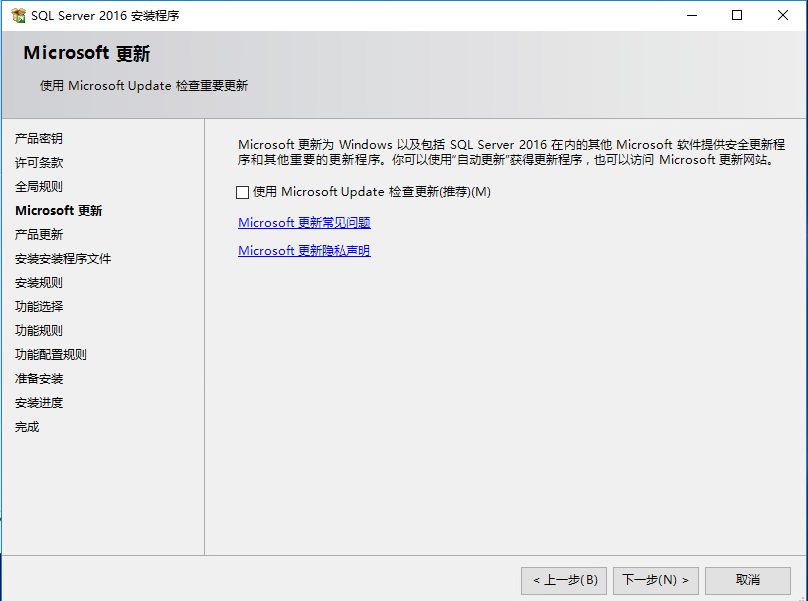 SQL Server 2016 安装程序
Microsoft 更新
使用 Microsoft Update 检查重要更新
产品密钥
许可条款
全局规则
Microsoft 更新
产品更新
安装安装程序文件
安装规则
功能选择
功能规则
功能配置规则
准备安装
安装进度
完成
Microsoft 更新为 Windows 以及包括 SQL Server 2016 在内的其他 Microsoft 软件提供安全更新程
序和其他重要的更新程序。你可以使用“自动更新”获得更新程序，也可以访问 Microsoft 更新网站。
使用 Microsoft Update 检查更新(推荐)(M)
Microsoft 更新常见问题
Microsoft 更新隐私声明
< 上一步(B)
下一步(N) >
取消